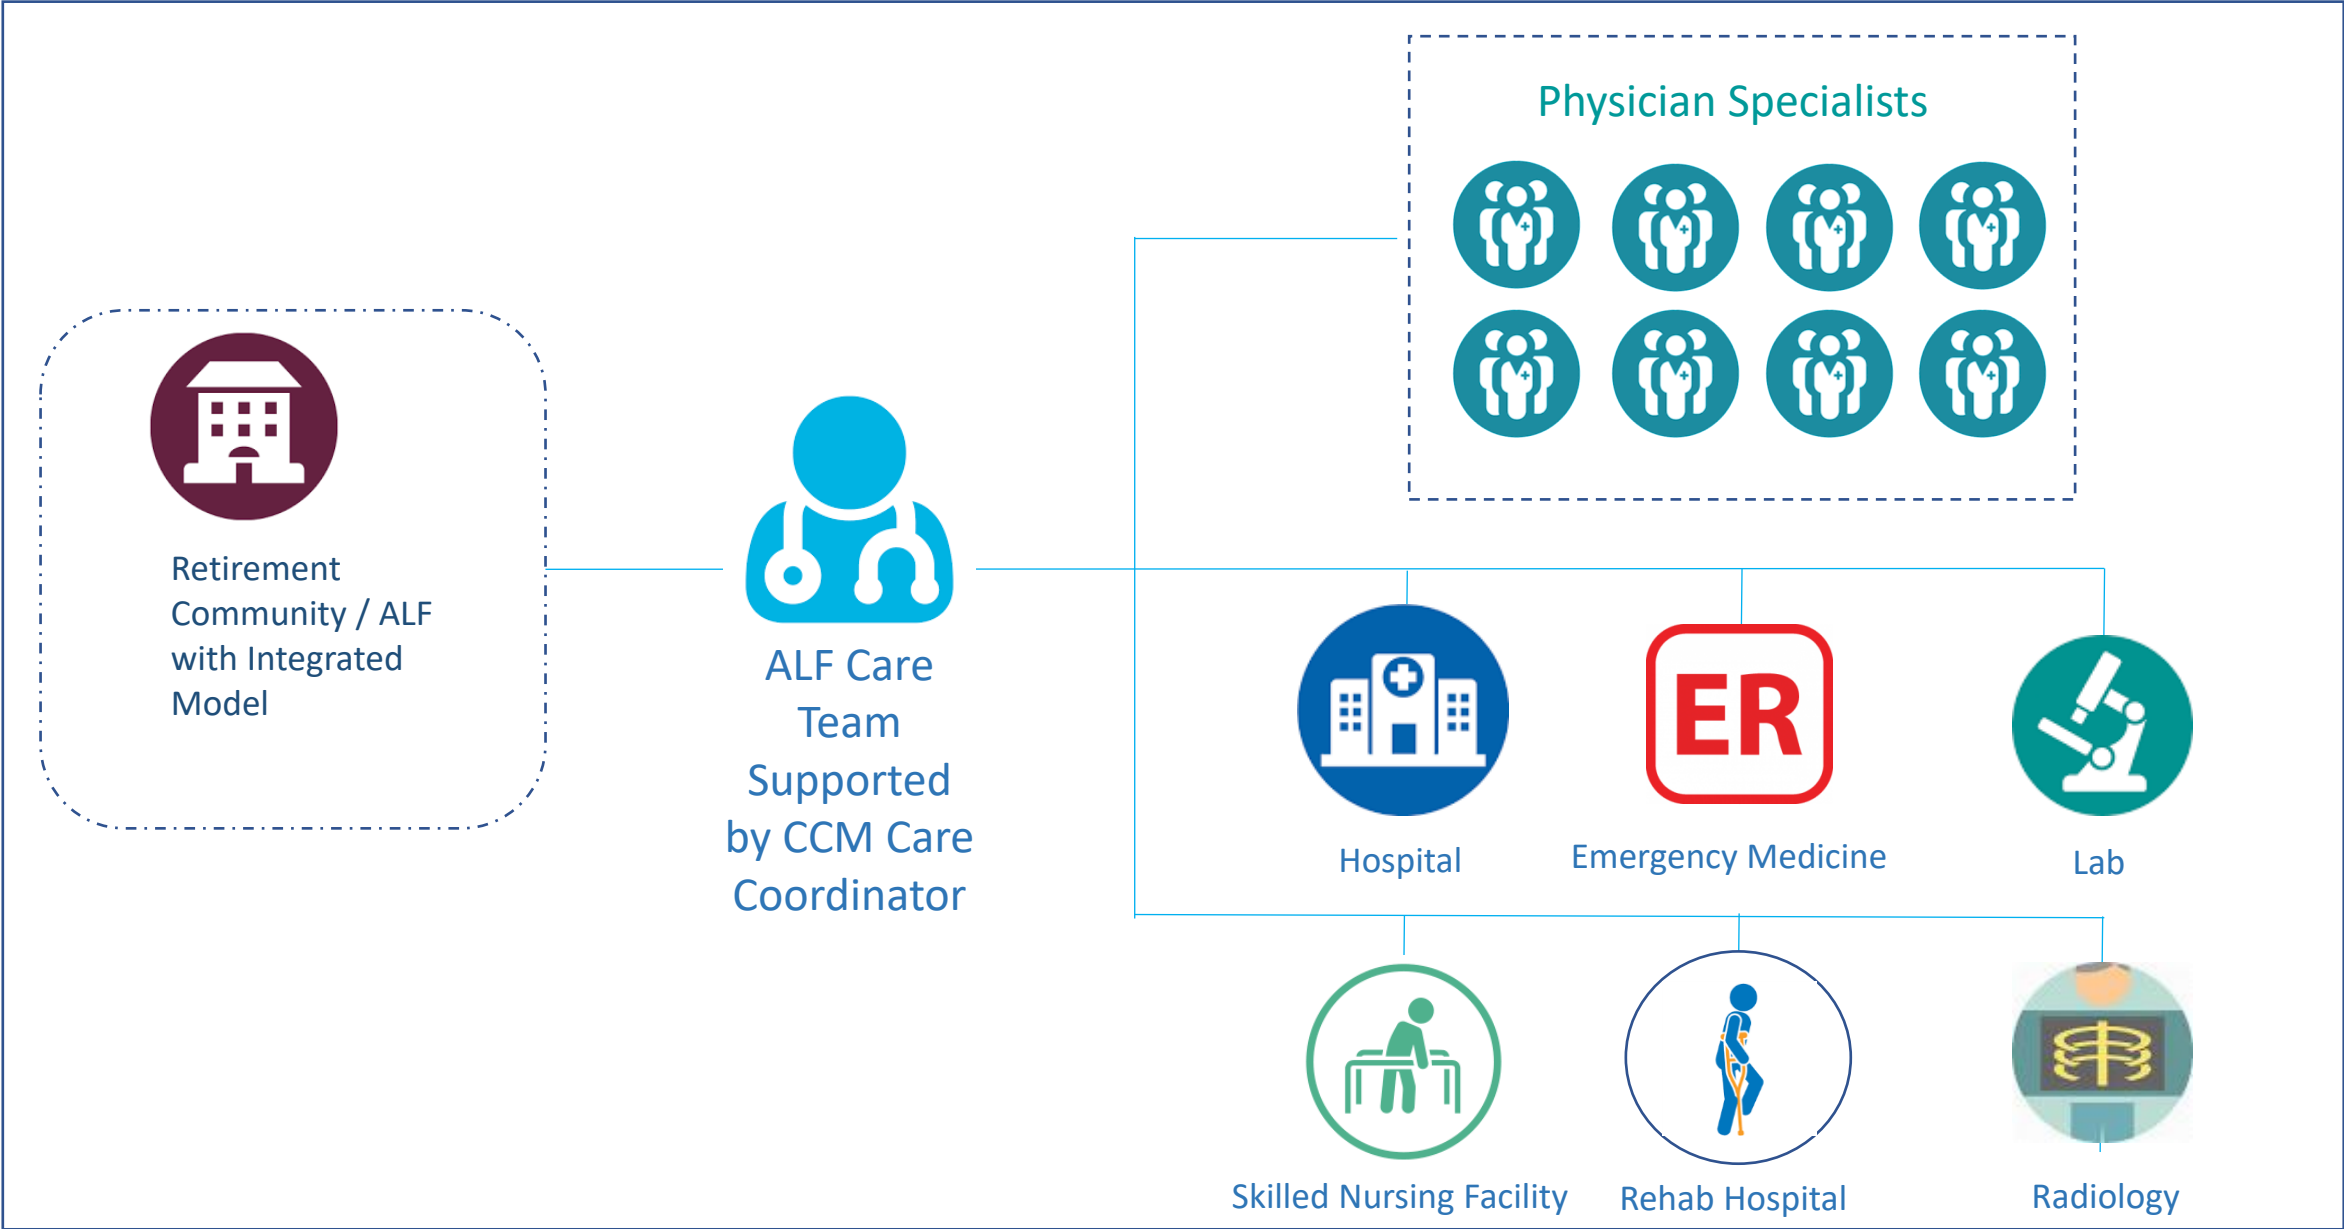 Physician Specialists
Retirement
Community / ALF
with Integrated
Model
ALF Care
Team
Supported
by CCM Care
Coordinator
ER
Hospital
Emergency Medicine
Lab
Skilled Nursing Facility
Rehab Hospital
Radiology